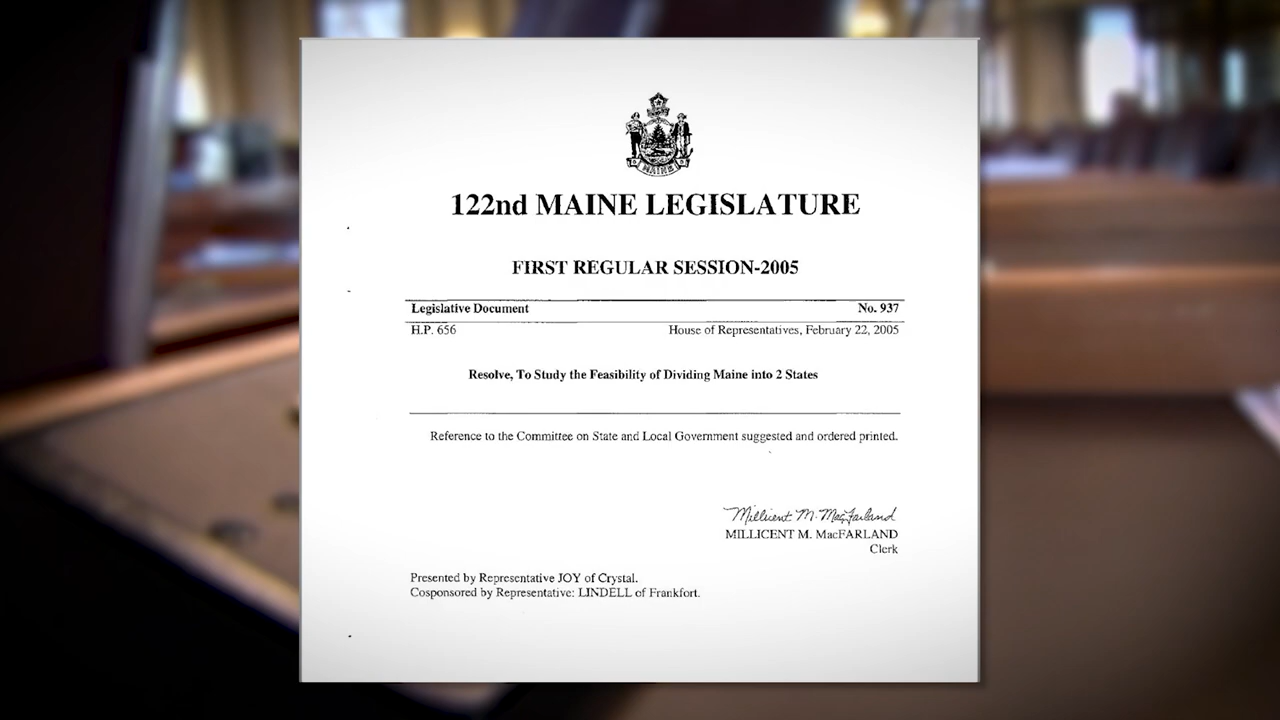 MAINE
122nd MAINE LEGISLATURE
FIRST REGULAR SESSION-2005
Legislative Document No. 937
H.P. 656 House of Representatives, February 22, 2005
Resolve, To Study the Feasibility of Dividing Maine into 2 States
Reference to the Committee on State and Local Government suggested and ordered printed.
Millicent M. MacFarland
MILLICENT M. MacFARLAND
Clerk
Presented by Representative JOY of Crystal.
Cosponsored by Representative: LINDELL of Frankfort.